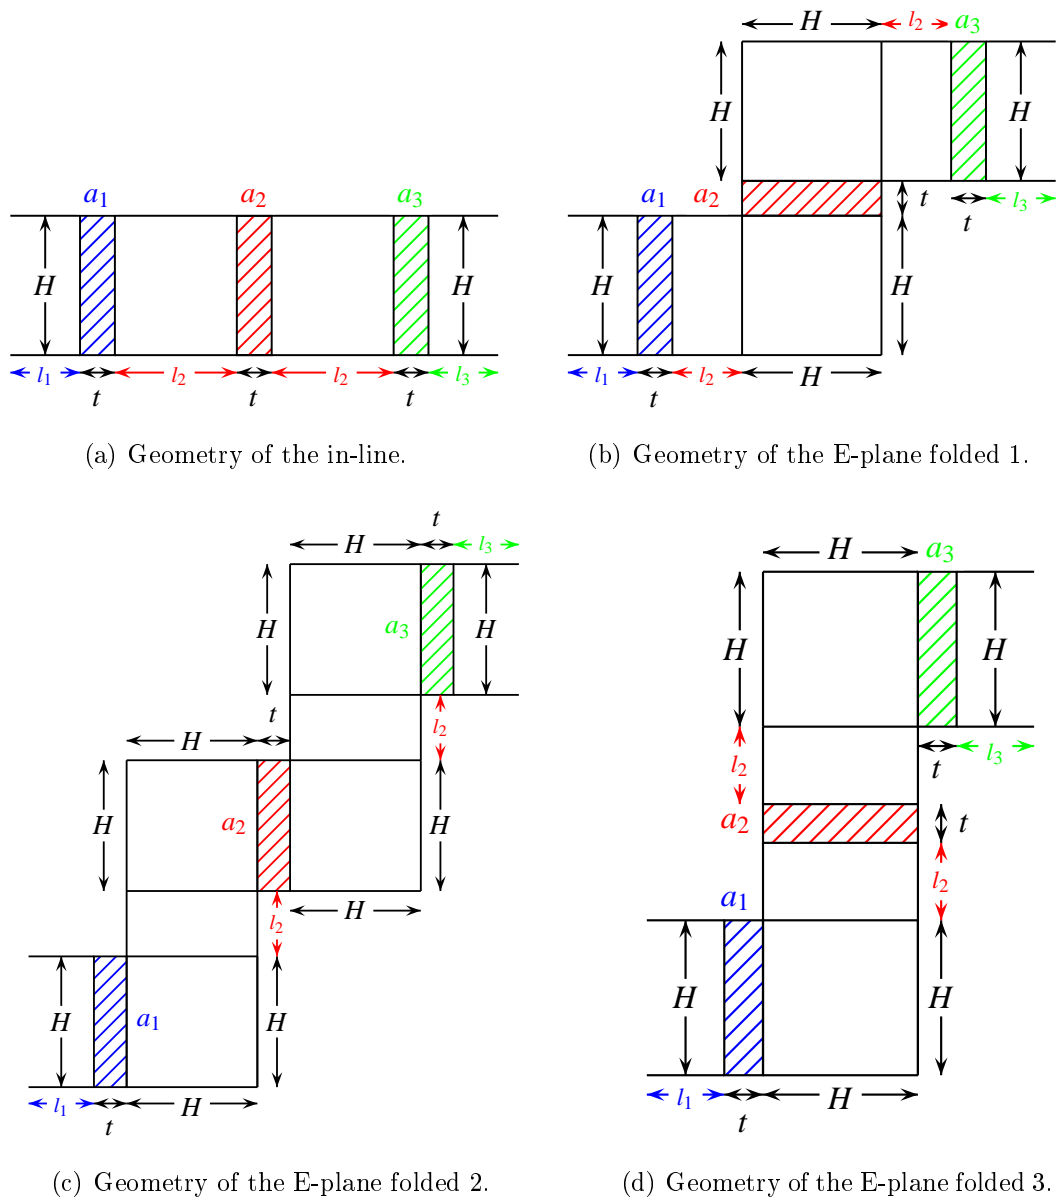 H l2 a3
H H
a1 a2 a3 a1 a2 t
t l3
H H H H
l1 l2 l2 l3 l1 l2 H
t t t t
(a) Geometry of the in-line.
(b) Geometry of the E-plane folded 1.
t
H l3
H a3 H
t l2
H
H a2 H
l2 H
H a1 H
l1 H
t
(c) Geometry of the E-plane folded 2.
H a3
H H
l2 t l3
a2 t
l2
a1
H H
l1 H
t
(d) Geometry of the E-plane folded 3.